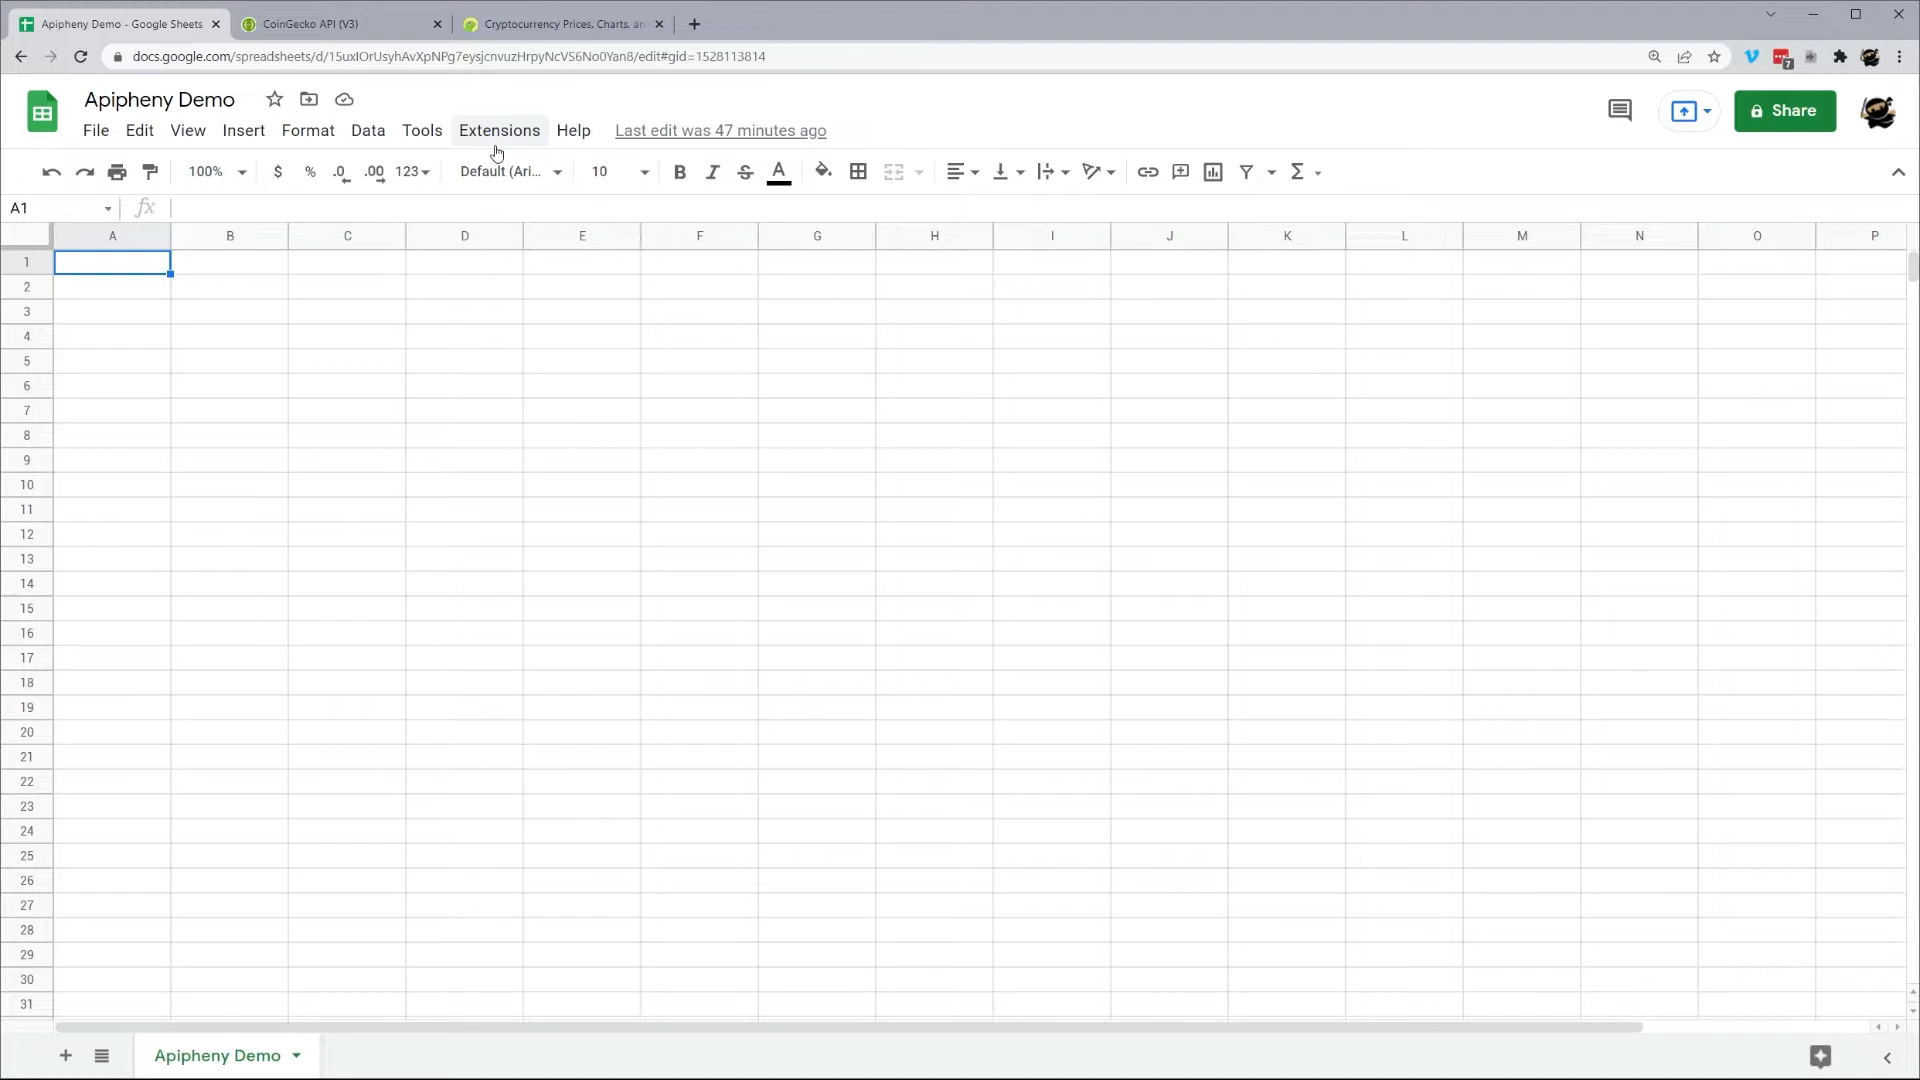 Apipheny Demo - Google Sheets
CoinGecko API (V3)
Cryptocurrency Prices, Charts, an
docs.google.com/spreadsheets/d/15uxIOrUsyhAvXpNPg7eysjcnvuzHrpyNcVS6No0Yan8/edit#gid=1528113814
7
Apipheny Demo
File Edit View Insert Format Data Tools Extensions Help Last edit was 47 minutes ago
Share
100% $ % .0 .00 123 Default (Ari... 10 B I S A Σ
A1 fx
A B C D E F G H I J K L M N O P
1
2
3
4
5
6
7
8
9
10
11
12
13
14
15
16
17
18
19
20
21
22
23
24
25
26
27
28
29
30
31
Apipheny Demo